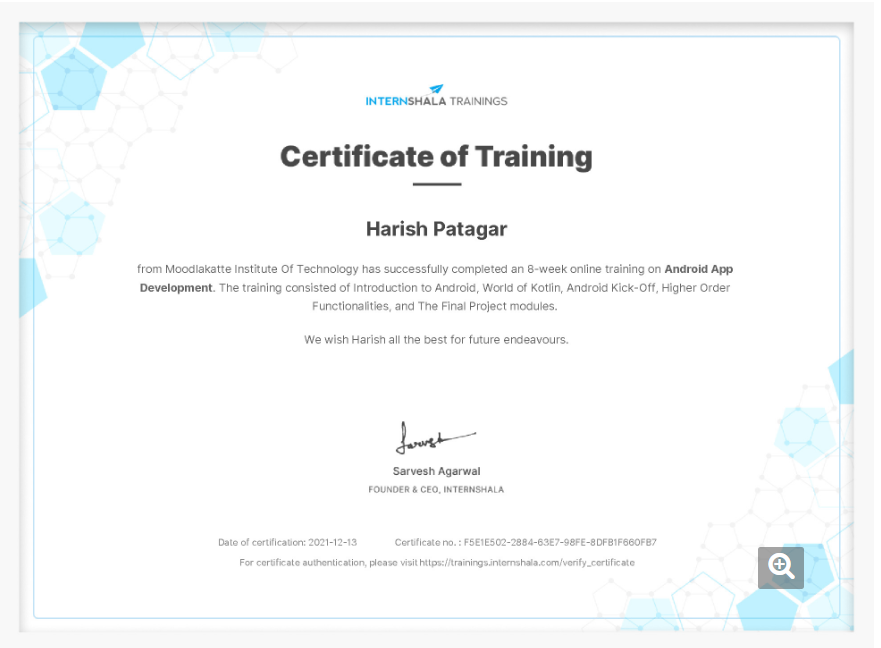 INTERNSHALA TRAININGS
Certificate of Training
Harish Patagar
from Moodlakatte Institute Of Technology has successfully completed an 8-week online training on Android App
Development. The training consisted of Introduction to Android, World of Kotlin, Android Kick-Off, Higher Order
Functionalities, and The Final Project modules.
We wish Harish all the best for future endeavours.
Sarvesh
Sarvesh Agarwal
FOUNDER & CEO, INTERNSHALA
Date of certification: 2021-12-13 Certificate no. : F5E1E502-2884-63E7-98FE-8DFB1F660FB7
For certificate authentication, please visit https://trainings.internshala.com/verify_certificate